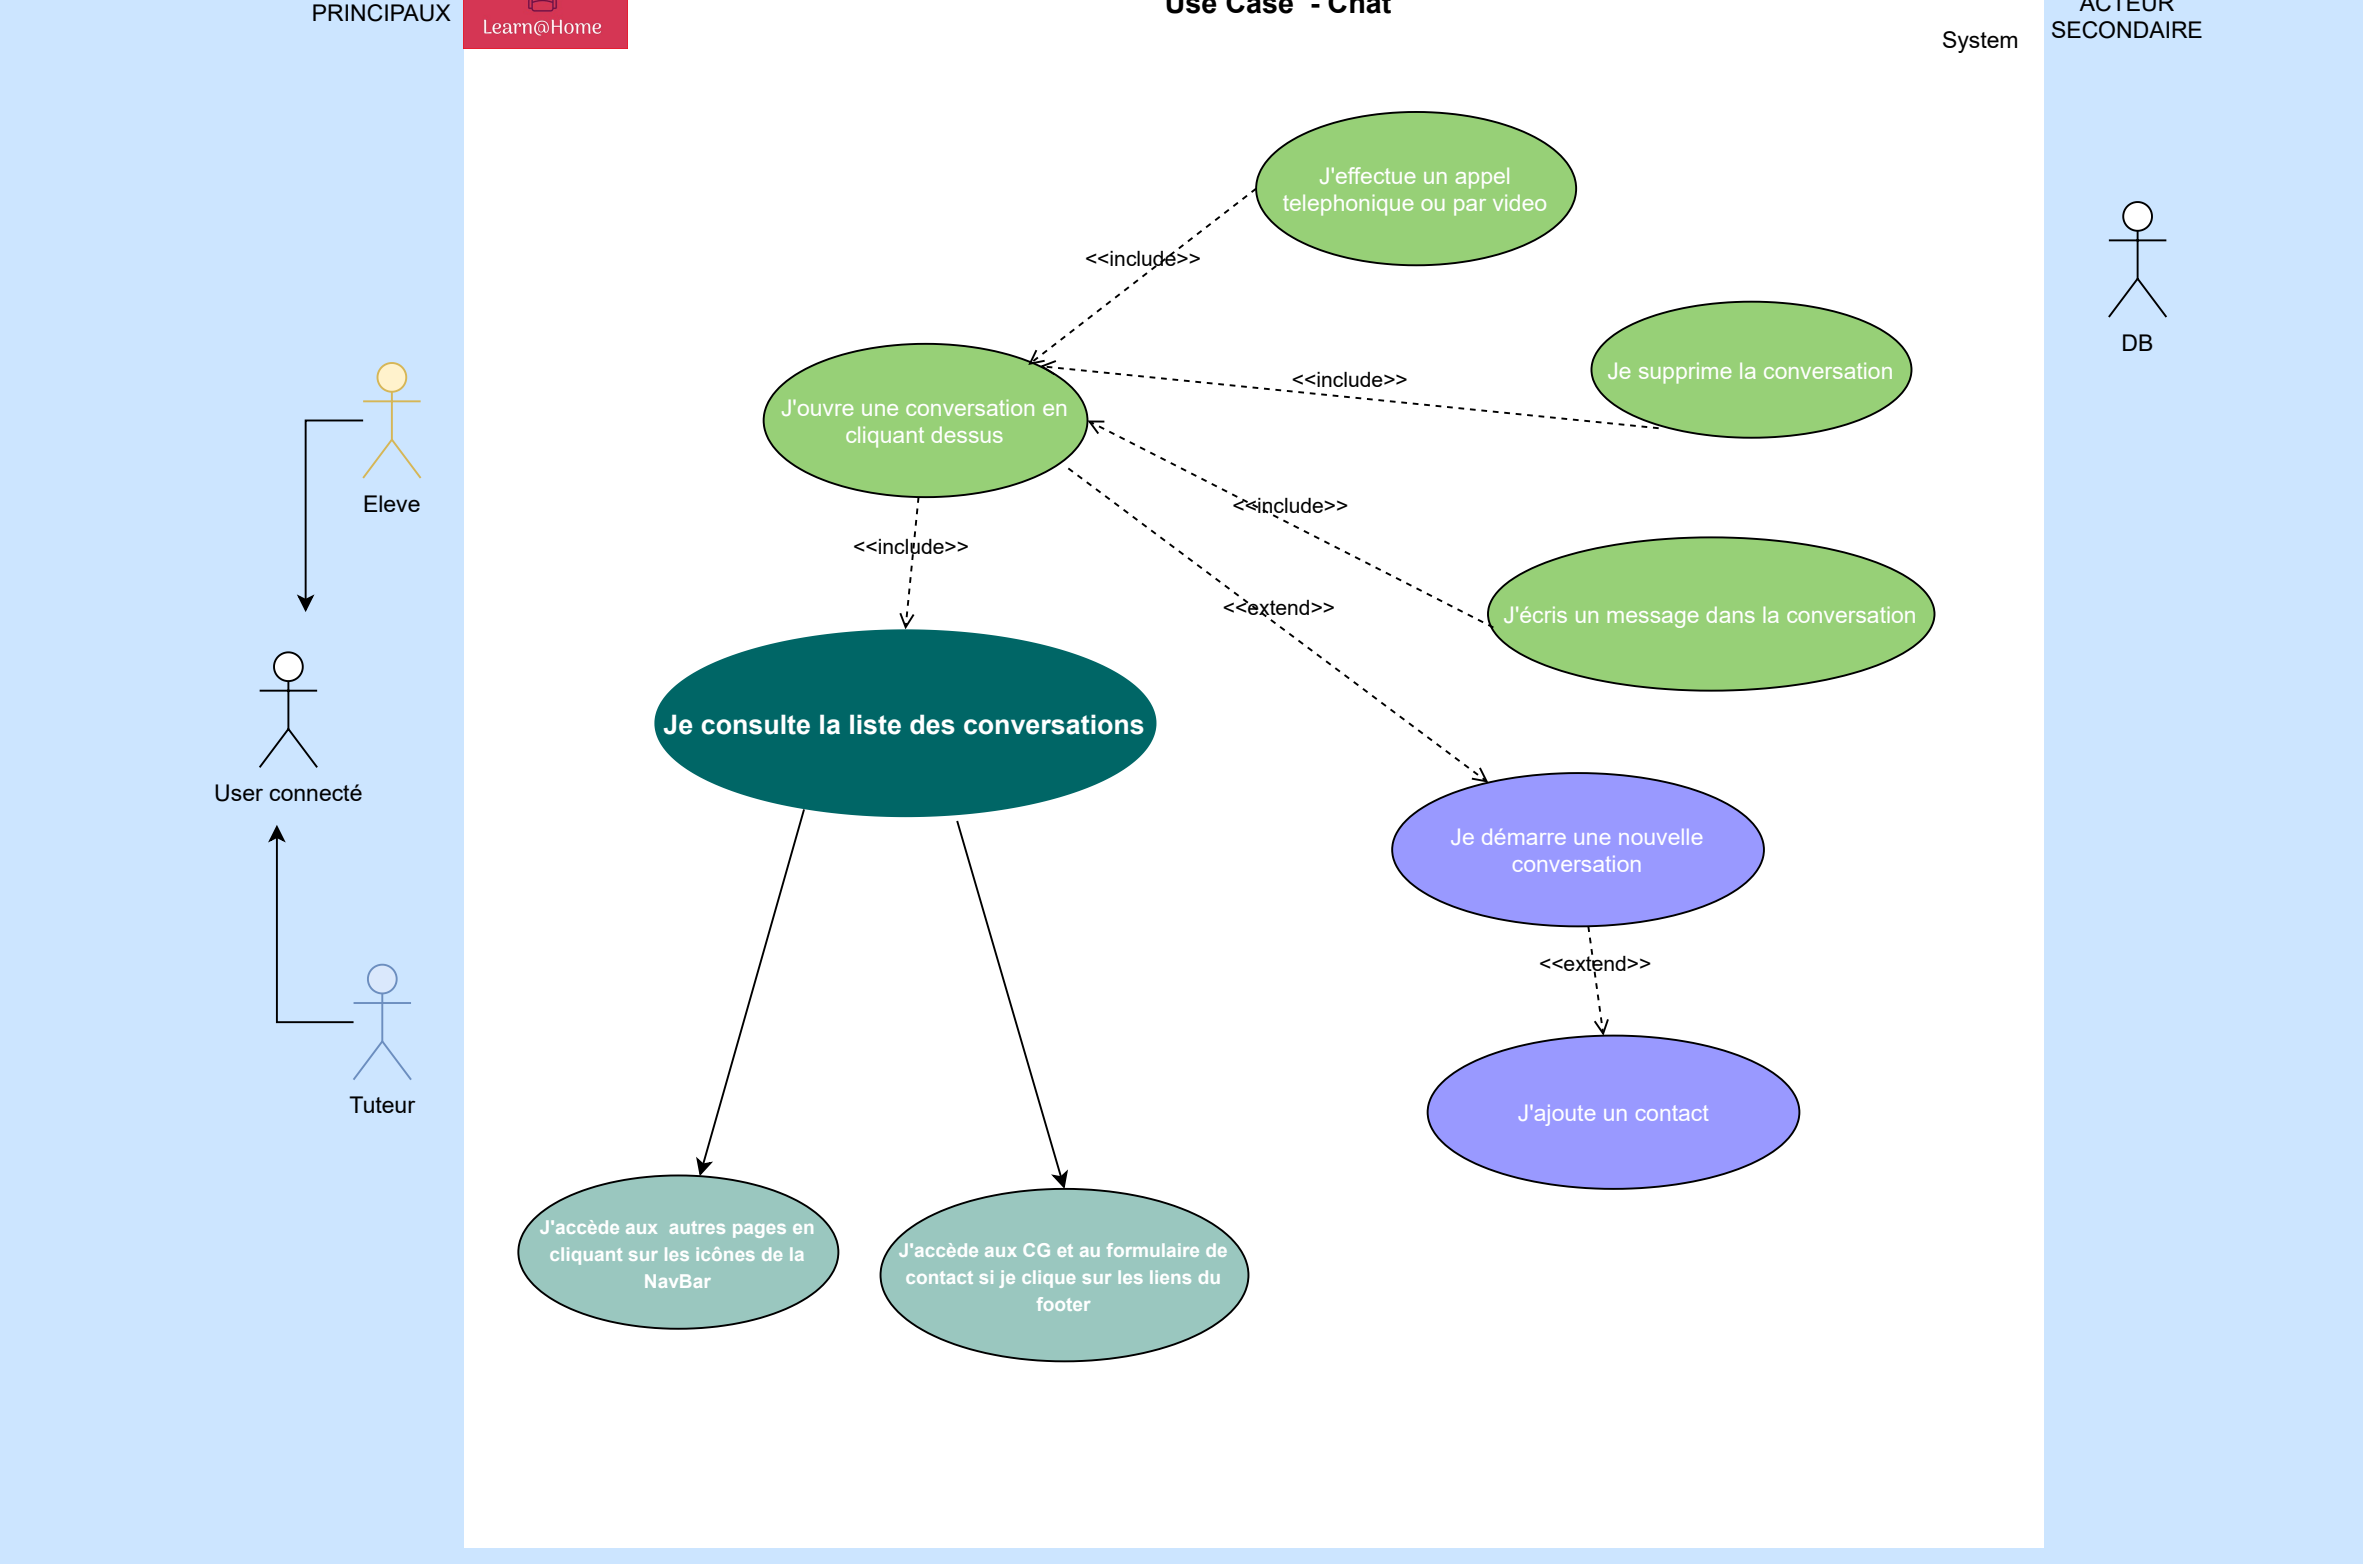 PRINCIPAUX
Learn@Home
Use Case - Chat
ACTEUR
SECONDAIRE
System
J'effectue un appel
telephonique ou par video
<<include>>
DB
Je supprime la conversation
<<include>>
J'ouvre une conversation en
cliquant dessus
Eleve
<<include>>
<<include>>
<<extend>>
J'écris un message dans la conversation
Je consulte la liste des conversations
User connecté
Je démarre une nouvelle
conversation
<<extend>>
Tuteur
J'ajoute un contact
J'accède aux  autres pages en
cliquant sur les icônes de la
NavBar
J'accède aux CG et au formulaire de
contact si je clique sur les liens du
footer